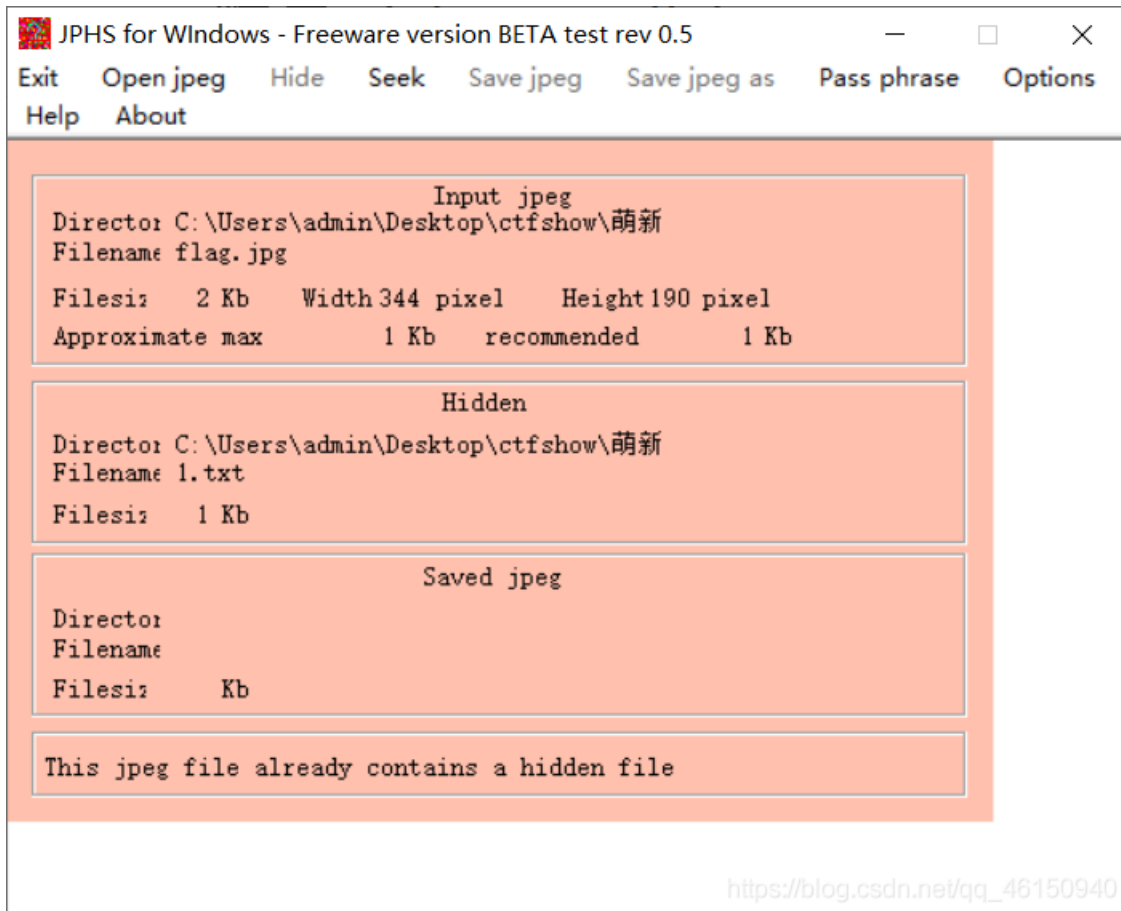 JPHS for WIndows - Freeware version BETA test rev 0.5
Exit Open jpeg Hide Seek Save jpeg Save jpeg as Pass phrase Options
Help About
Input jpeg
Director C:\Users\admin\Desktop\ctfshow\萌新
Filename flag.jpg
Filesiz 2 Kb Width 344 pixel Height 190 pixel
Approximate max 1 Kb recommended 1 Kb
Hidden
Director C:\Users\admin\Desktop\ctfshow\萌新
Filename 1.txt
Filesiz 1 Kb
Saved jpeg
Director
Filename
Filesiz Kb
This jpeg file already contains a hidden file
https://blog.csdn.net/qq_46150940